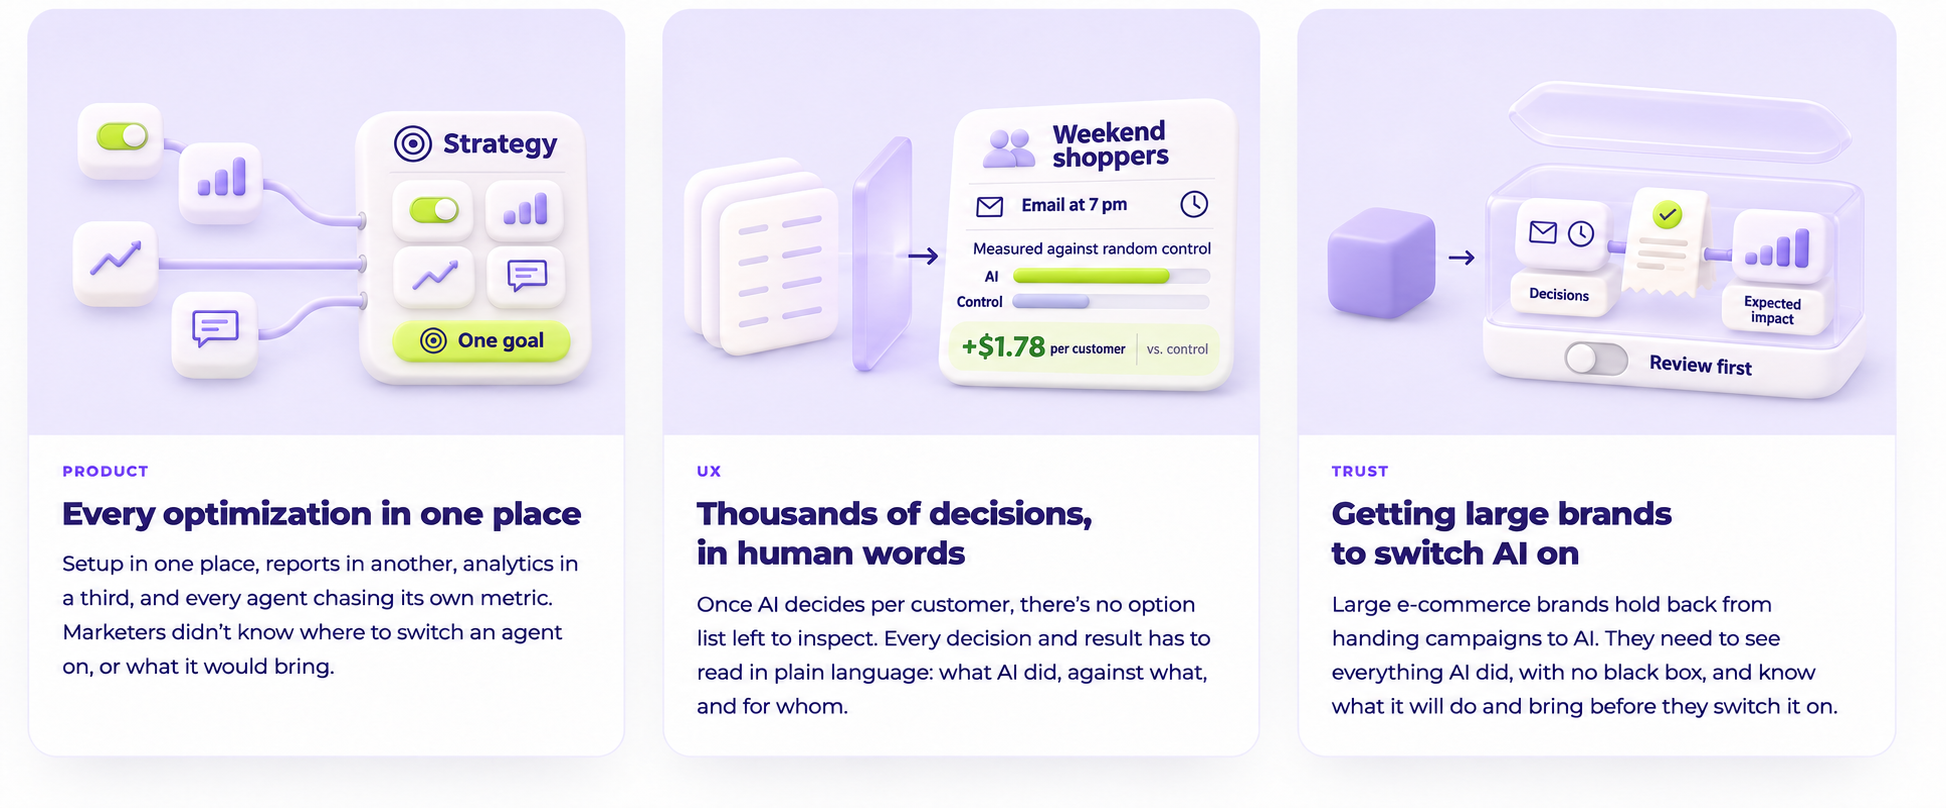 Strategy
One goal
PRODUCT
Every optimization in one place
Setup in one place, reports in another, analytics in
a third, and every agent chasing its own metric.
Marketers didn’t know where to switch an agent
on, or what it would bring.
Weekend
shoppers
Email at 7 pm
Measured against random control
AI
Control
+$1.78 per customer vs. control
UX
Thousands of decisions,
in human words
Once AI decides per customer, there’s no option
list left to inspect. Every decision and result has to
read in plain language: what AI did, against what,
and for whom.
Decisions
Expected
impact
Review first
TRUST
Getting large brands
to switch AI on
Large e-commerce brands hold back from
handing campaigns to AI. They need to see
everything AI did, with no black box, and know
what it will do and bring before they switch it on.